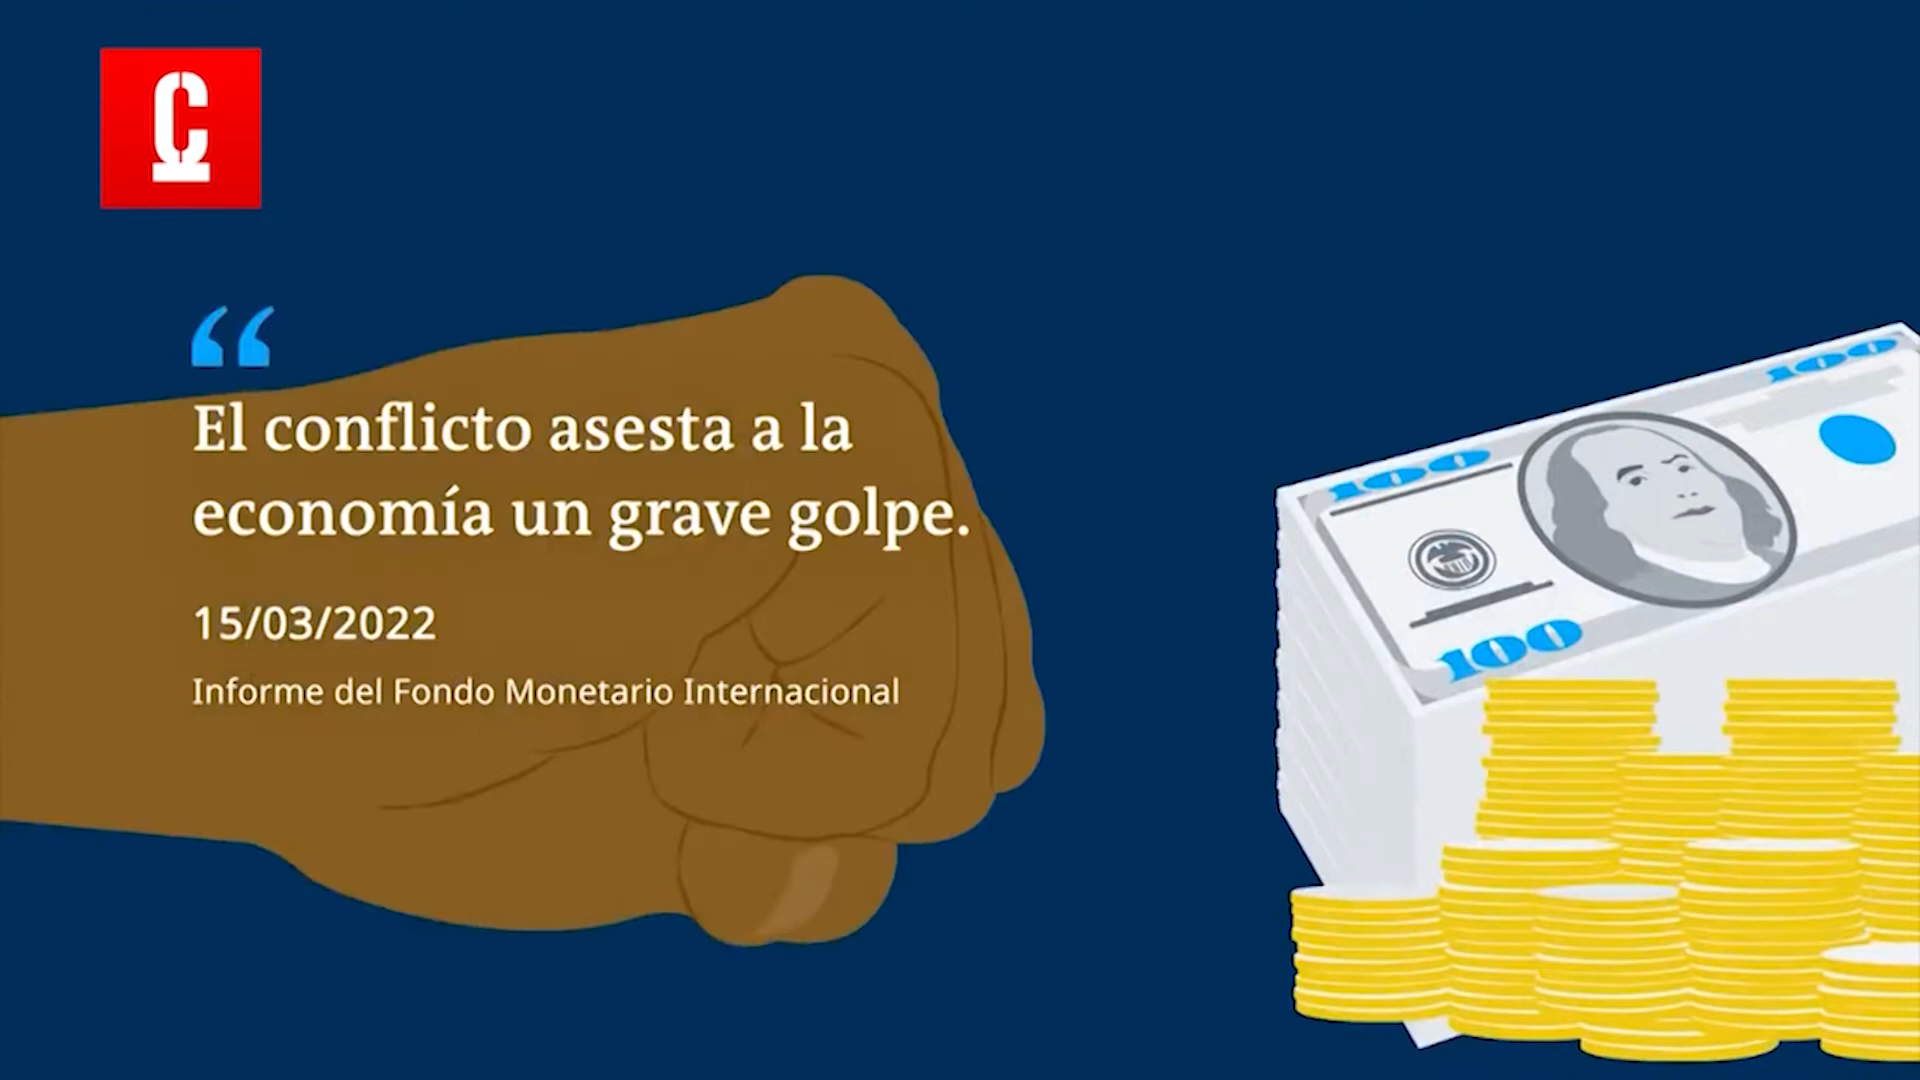 C
“
El conflicto asesta a la
economía un grave golpe.
15/03/2022
Informe del Fondo Monetario Internacional
100
100
100